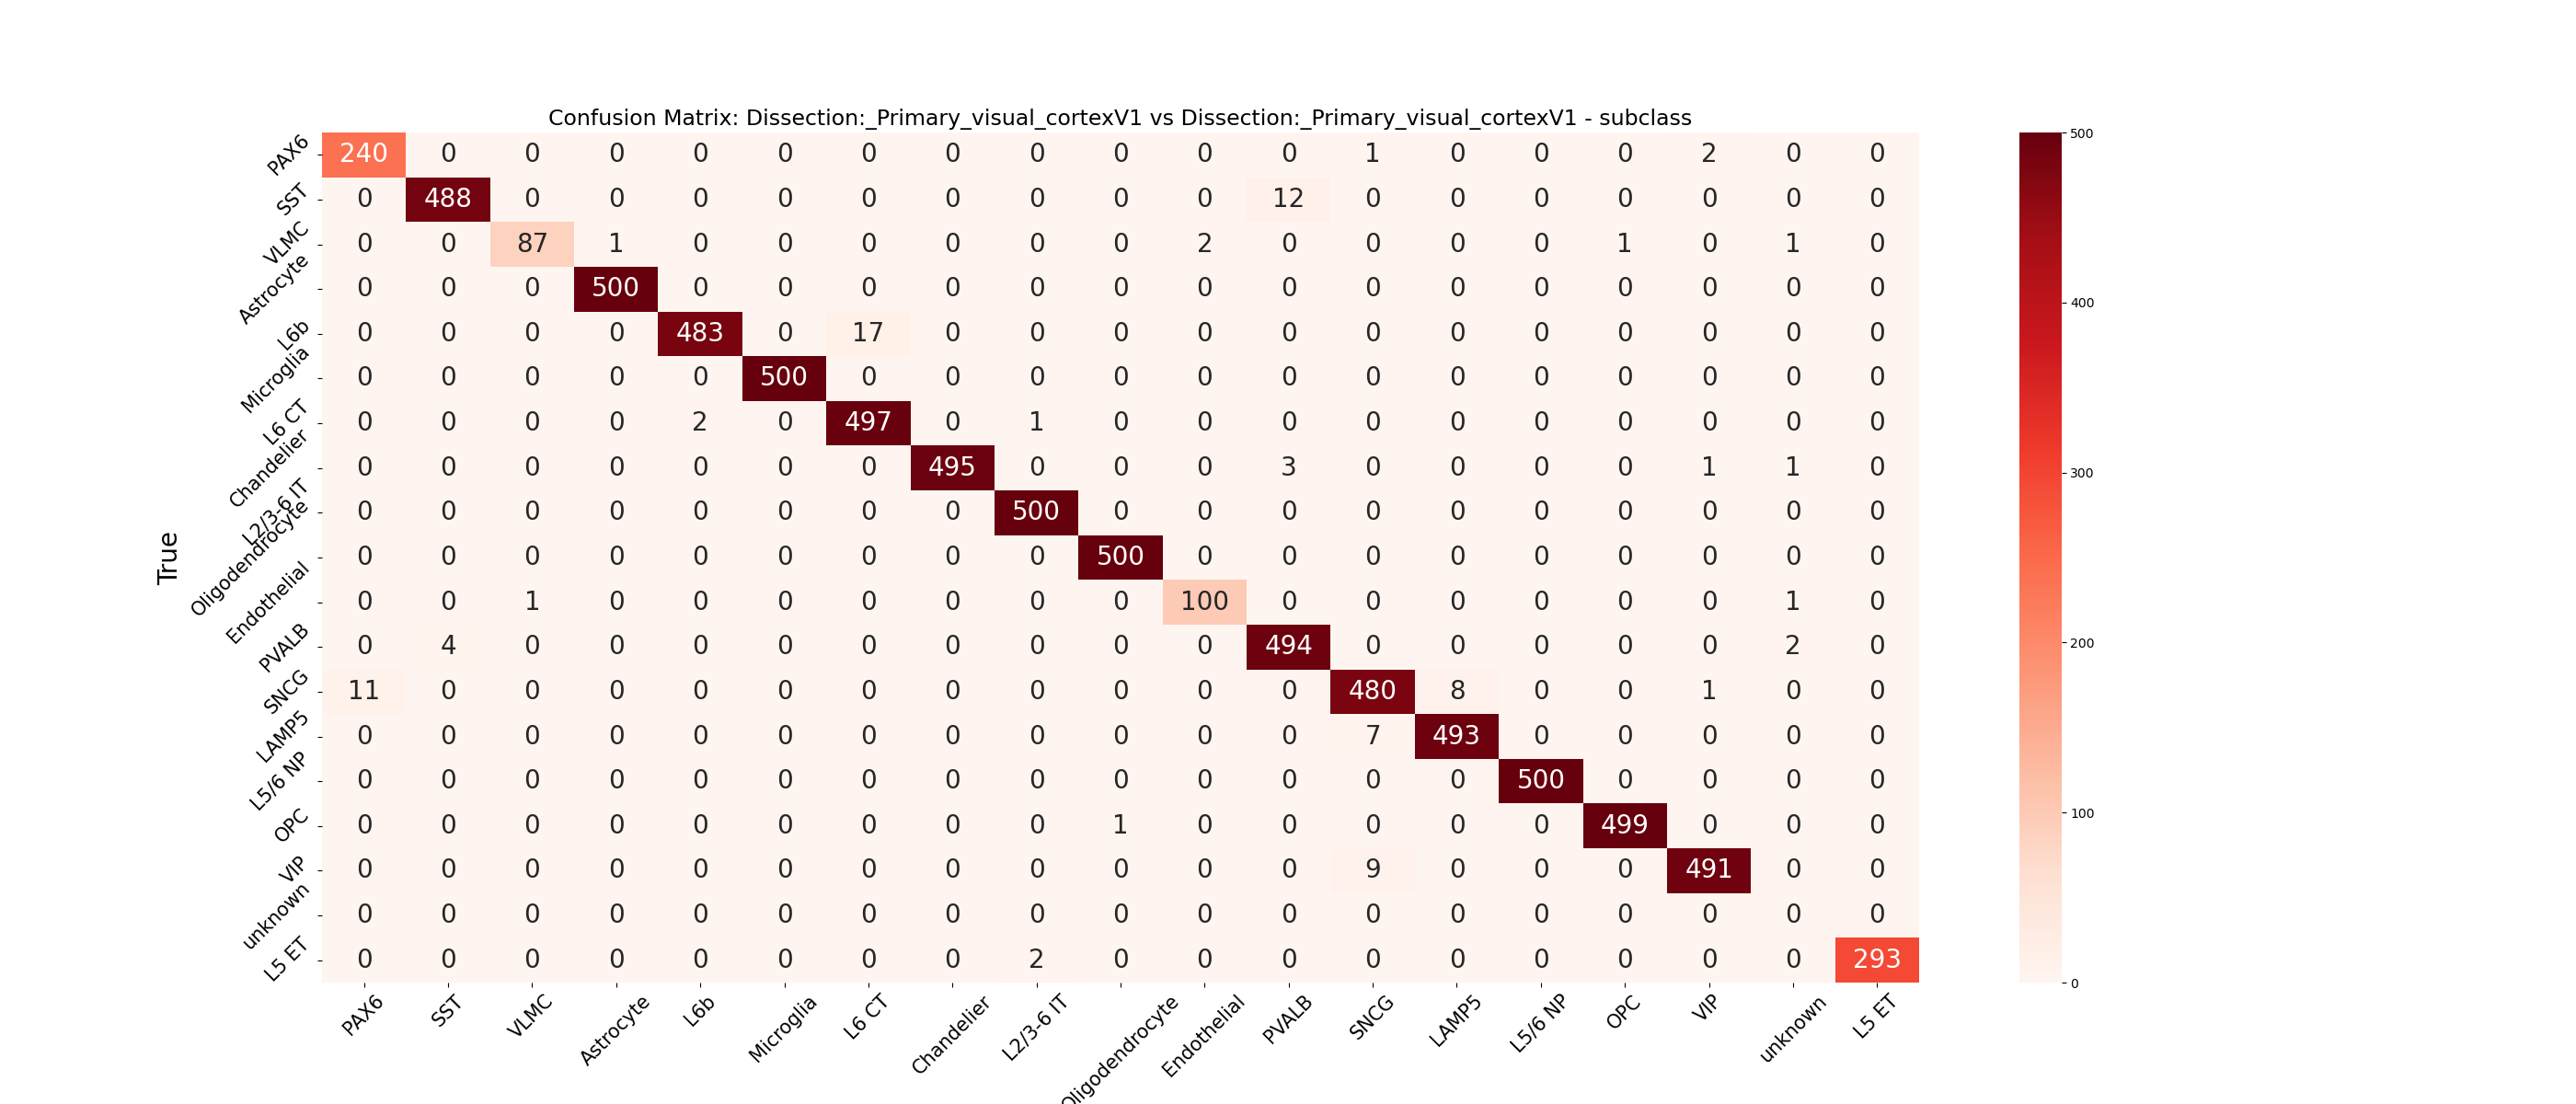 Confusion Matrix: Dissection:_Primary_visual_cortexV1 vs Dissection:_Primary_visual_cortexV1 - subclass
PAX6 240 0 0 0 0 0 0 0 0 0 0 0 1 0 0 0 2 0 0
SST 0 488 0 0 0 0 0 0 0 0 0 12 0 0 0 0 0 0 0
VLMC 0 0 87 1 0 0 0 0 0 0 2 0 0 0 0 1 0 1 0
Astrocyte 0 0 0 500 0 0 0 0 0 0 0 0 0 0 0 0 0 0 0
L6b 0 0 0 0 483 0 17 0 0 0 0 0 0 0 0 0 0 0 0
Microglia 0 0 0 0 0 500 0 0 0 0 0 0 0 0 0 0 0 0 0
L6 CT 0 0 0 0 2 0 497 0 1 0 0 0 0 0 0 0 0 0 0
Chandelier 0 0 0 0 0 0 0 495 0 0 0 3 0 0 0 0 1 1 0
L2/3-6 IT 0 0 0 0 0 0 0 0 500 0 0 0 0 0 0 0 0 0 0
Oligodendrocyte 0 0 0 0 0 0 0 0 0 500 0 0 0 0 0 0 0 0 0
Endothelial 0 0 1 0 0 0 0 0 0 0 100 0 0 0 0 0 0 1 0
PVALB 0 4 0 0 0 0 0 0 0 0 0 494 0 0 0 0 0 2 0
SNCG 11 0 0 0 0 0 0 0 0 0 0 0 480 8 0 0 1 0 0
LAMP5 0 0 0 0 0 0 0 0 0 0 0 0 7 493 0 0 0 0 0
L5/6 NP 0 0 0 0 0 0 0 0 0 0 0 0 0 0 500 0 0 0 0
OPC 0 0 0 0 0 0 0 0 0 1 0 0 0 0 0 499 0 0 0
VIP 0 0 0 0 0 0 0 0 0 0 0 0 9 0 0 0 491 0 0
unknown 0 0 0 0 0 0 0 0 0 0 0 0 0 0 0 0 0 0 0
L5 ET 0 0 0 0 0 0 0 0 2 0 0 0 0 0 0 0 0 0 293
True
PAX6 SST VLMC Astrocyte L6b Microglia L6 CT Chandelier L2/3-6 IT Oligodendrocyte Endothelial PVALB SNCG LAMP5 L5/6 NP OPC VIP unknown L5 ET
500
400
300
200
100
0